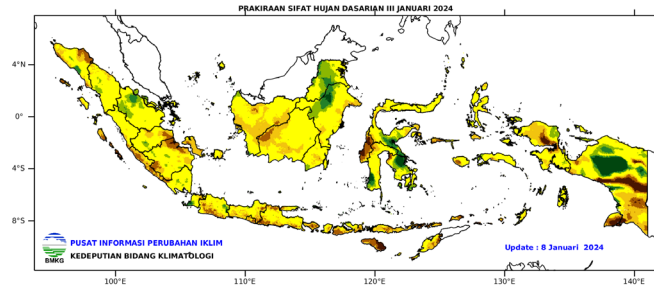 PRAKIRAAN SIFAT HUJAN DASARIAN III JANUARI 2024
4°N
0°
4°S
8°S
PUSAT INFORMASI PERUBAHAN IKLIM
KEDEPUTIAN BIDANG KLIMATOLOGI
BMKG
Update : 8 Januari 2024
100°E
110°E
120°E
130°E
140°E